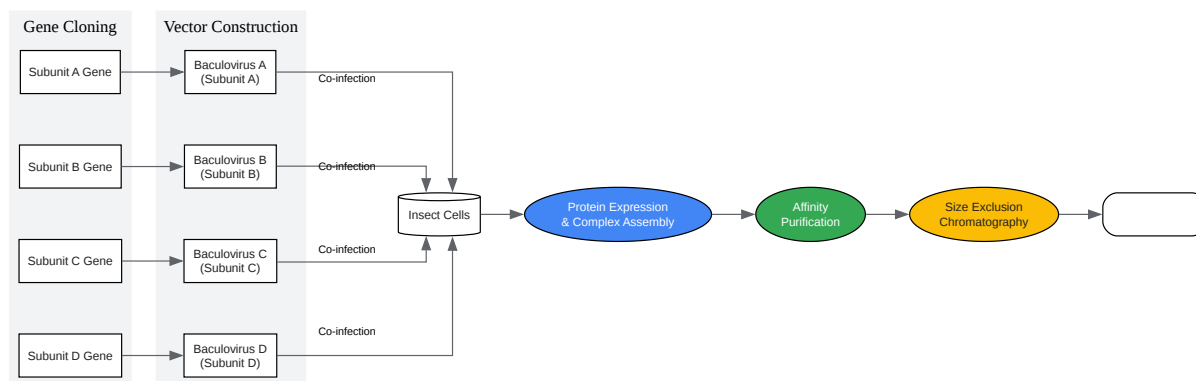 Gene Cloning
Vector Construction
Subunit A Gene
Baculovirus A
(Subunit A)
Co-infection
Subunit B Gene
Baculovirus B
(Subunit B)
Co-infection
Insect Cells
Protein Expression
& Complex Assembly
Affinity
Purification
Size Exclusion
Chromatography
Subunit C Gene
Baculovirus C
(Subunit C)
Co-infection
Subunit D Gene
Baculovirus D
(Subunit D)
Co-infection